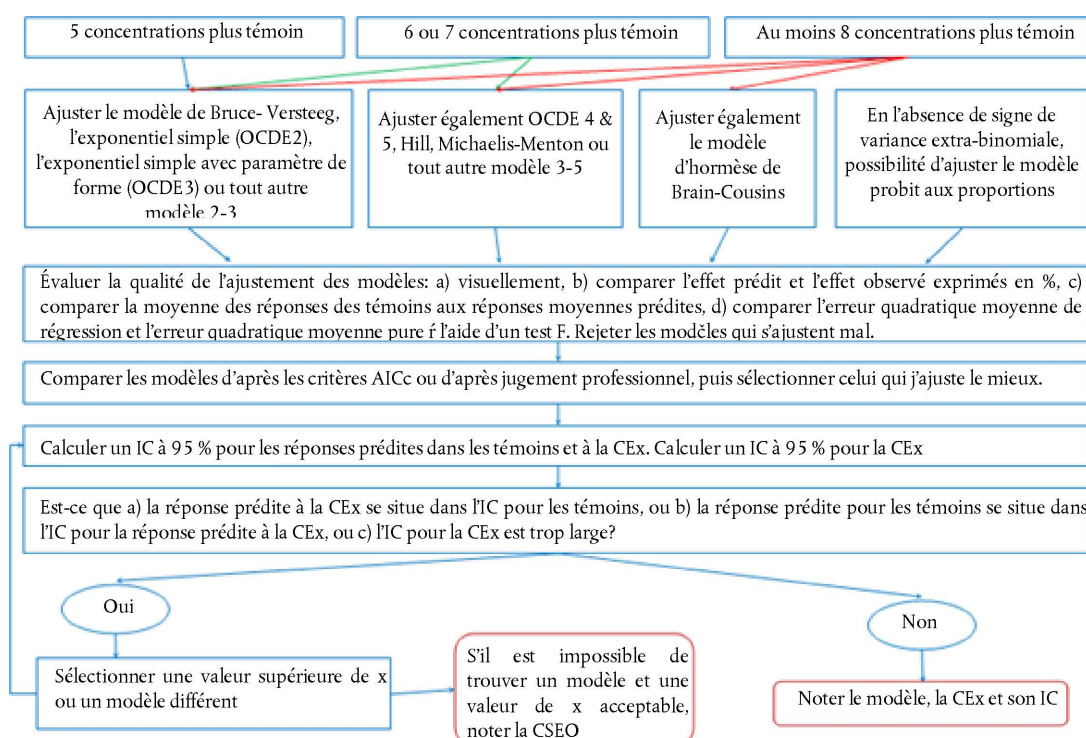 5 concentrations plus témoin
6 ou 7 concentrations plus témoin
Au moins 8 concentrations plus témoin
Ajuster le modèle de Bruce- Versteeg,
l'exponentiel simple (OCDE2),
l'exponentiel simple avec paramètre de
forme (OCDE3) ou tout autre
modèle 2-3
Ajuster également OCDE 4 &
5, Hill, Michaelis-Menton ou
tout autre modèle 3-5
Ajuster également
le modèle
d'hormèse de
Brain-Cousins
En l'absence de signe de
variance extra-binomiale,
possibilité d'ajuster le modèle
probit aux proportions
Évaluer la qualité de l'ajustement des modèles: a) visuellement, b) comparer l'effet prédit et l'effet observé exprimés en %, c)
comparer la moyenne des réponses des témoins aux réponses moyennes prédites, d) comparer l'erreur quadratique moyenne de
régression et l'erreur quadratique moyenne pure ŕ l'aide d'un test F. Rejeter les modčles qui s'ajustent mal.
Comparer les modèles d'après les critères AICc ou d'après jugement professionnel, puis sélectionner celui qui j'ajuste le mieux.
Calculer un IC à 95 % pour les réponses prédites dans les témoins et à la CEx. Calculer un IC à 95 % pour la CEx
Est-ce que a) la réponse prédite à la CEx se situe dans l'IC pour les témoins, ou b) la réponse prédite pour les témoins se situe dans
l'IC pour la réponse prédite à la CEx, ou c) l'IC pour la CEx est trop large?
Oui
Non
Sélectionner une valeur supérieure de x
ou un modèle différent
S'il est impossible de
trouver un modèle et une
valeur de x acceptable,
noter la CSEO
Noter le modèle, la CEx et son IC